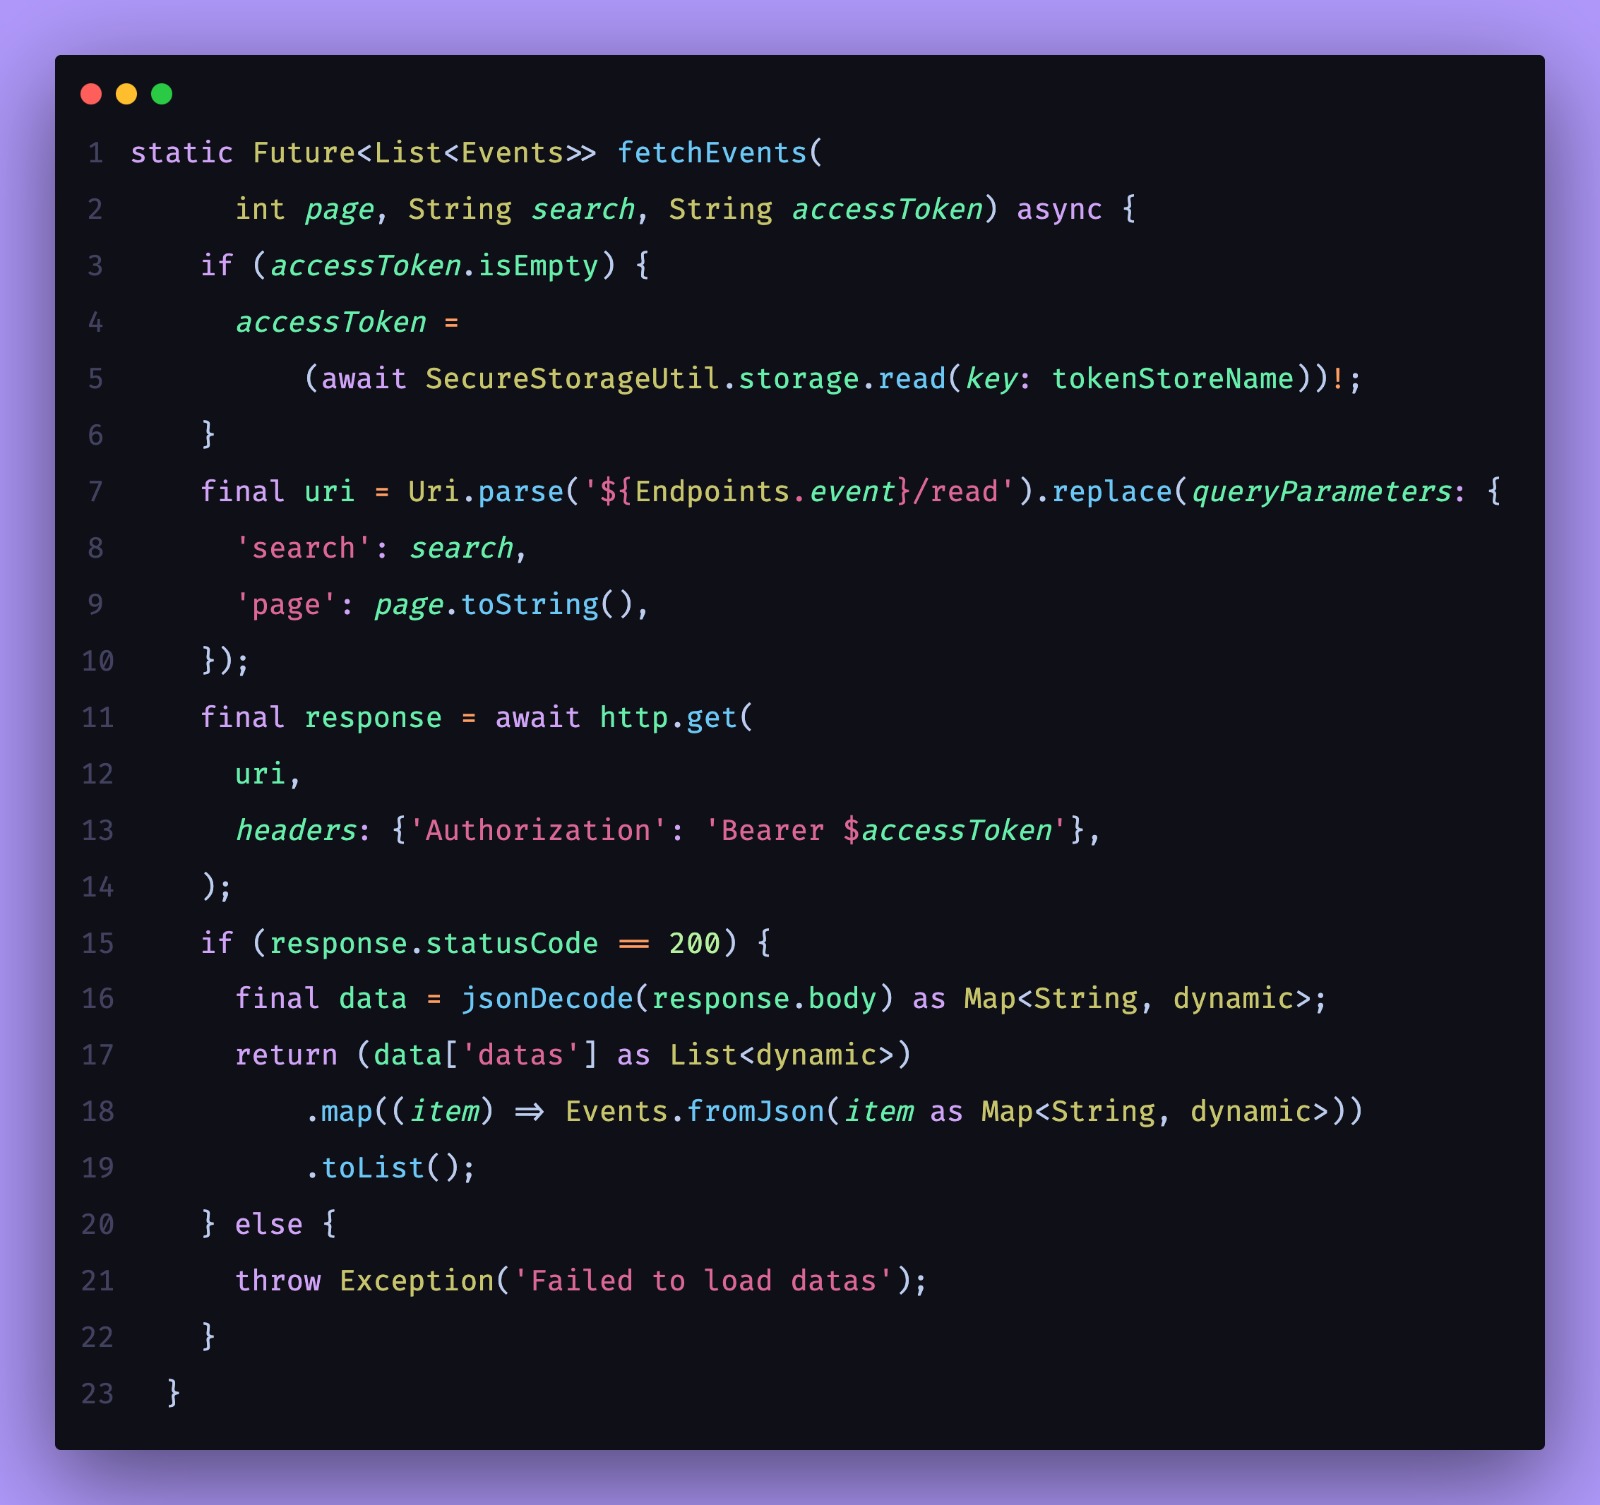 1 static Future<List<Events>> fetchEvents(
2       int page, String search, String accessToken) async {
3     if (accessToken.isEmpty) {
4       accessToken =
5           (await SecureStorageUtil.storage.read(key: tokenStoreName))!;
6     }
7     final uri = Uri.parse('${Endpoints.event}/read').replace(queryParameters: {
8       'search': search,
9       'page': page.toString(),
10     });
11     final response = await http.get(
12       uri,
13       headers: {'Authorization': 'Bearer $accessToken'},
14     );
15     if (response.statusCode == 200) {
16       final data = jsonDecode(response.body) as Map<String, dynamic>;
17       return (data['datas'] as List<dynamic>)
18           .map((item) => Events.fromJson(item as Map<String, dynamic>))
19           .toList();
20     } else {
21       throw Exception('Failed to load datas');
22     }
23   }